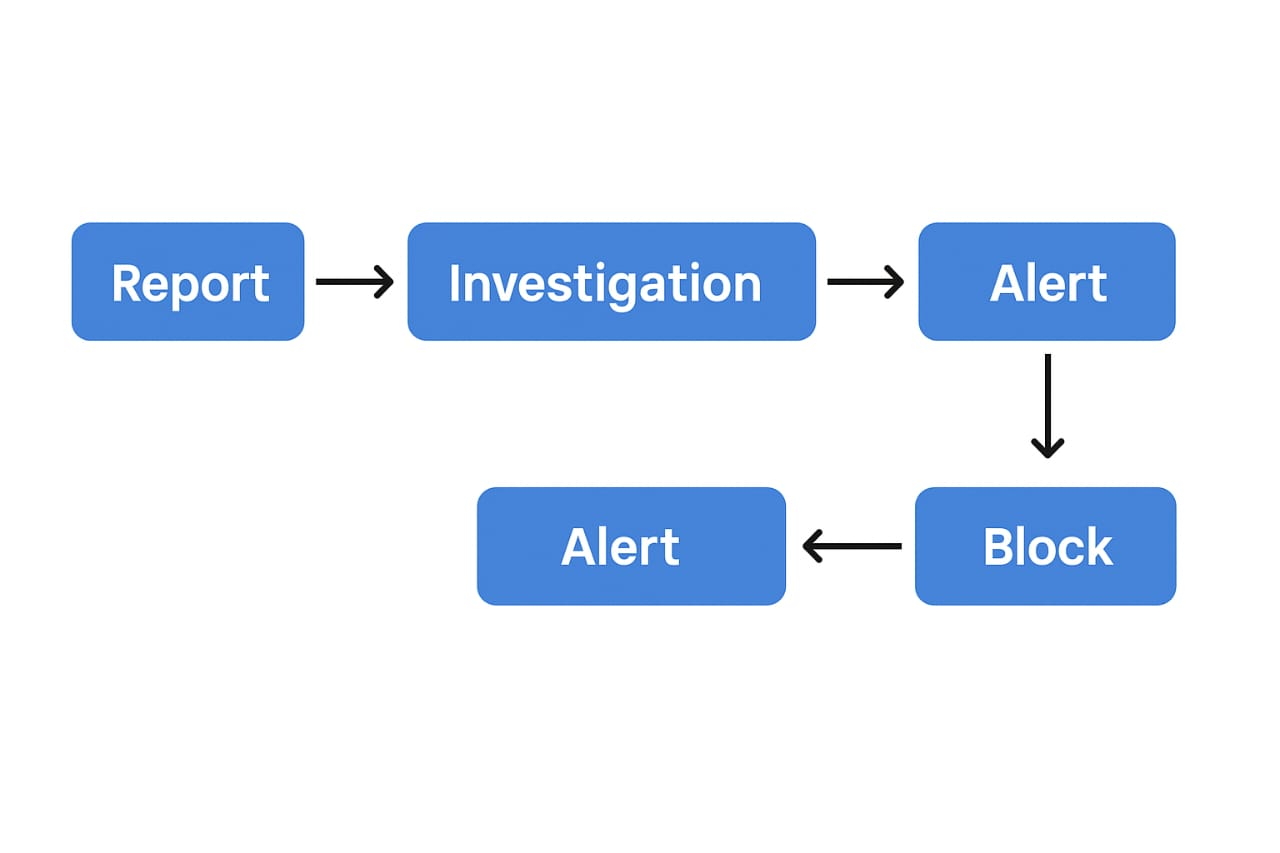 Report
Investigation
Alert
Block
Alert